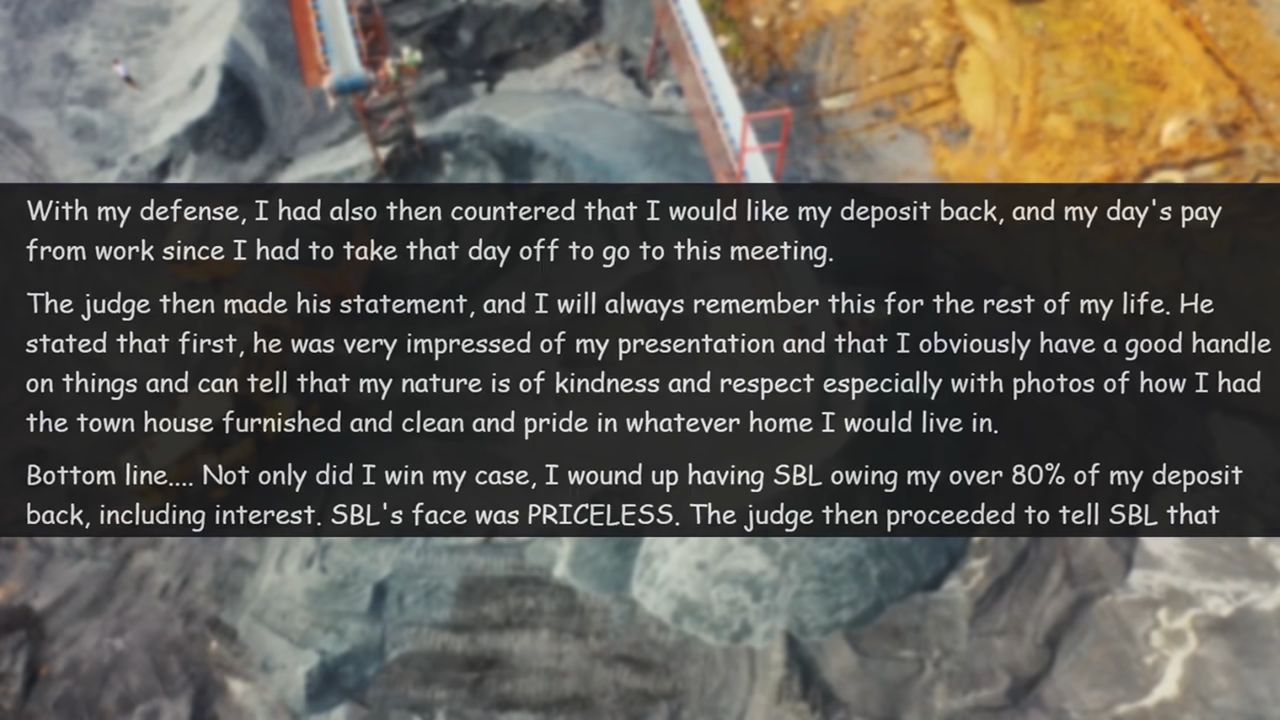 With my defense, I had also then countered that I would like my deposit back, and my day's pay
from work since I had to take that day off to go to this meeting.
The judge then made his statement, and I will always remember this for the rest of my life. He
stated that first, he was very impressed of my presentation and that I obviously have a good handle
on things and can tell that my nature is of kindness and respect especially with photos of how I had
the town house furnished and clean and pride in whatever home I would live in.
Bottom line.... Not only did I win my case, I wound up having SBL owing my over 80% of my deposit
back, including interest. SBL's face was PRICELESS. The judge then proceeded to tell SBL that